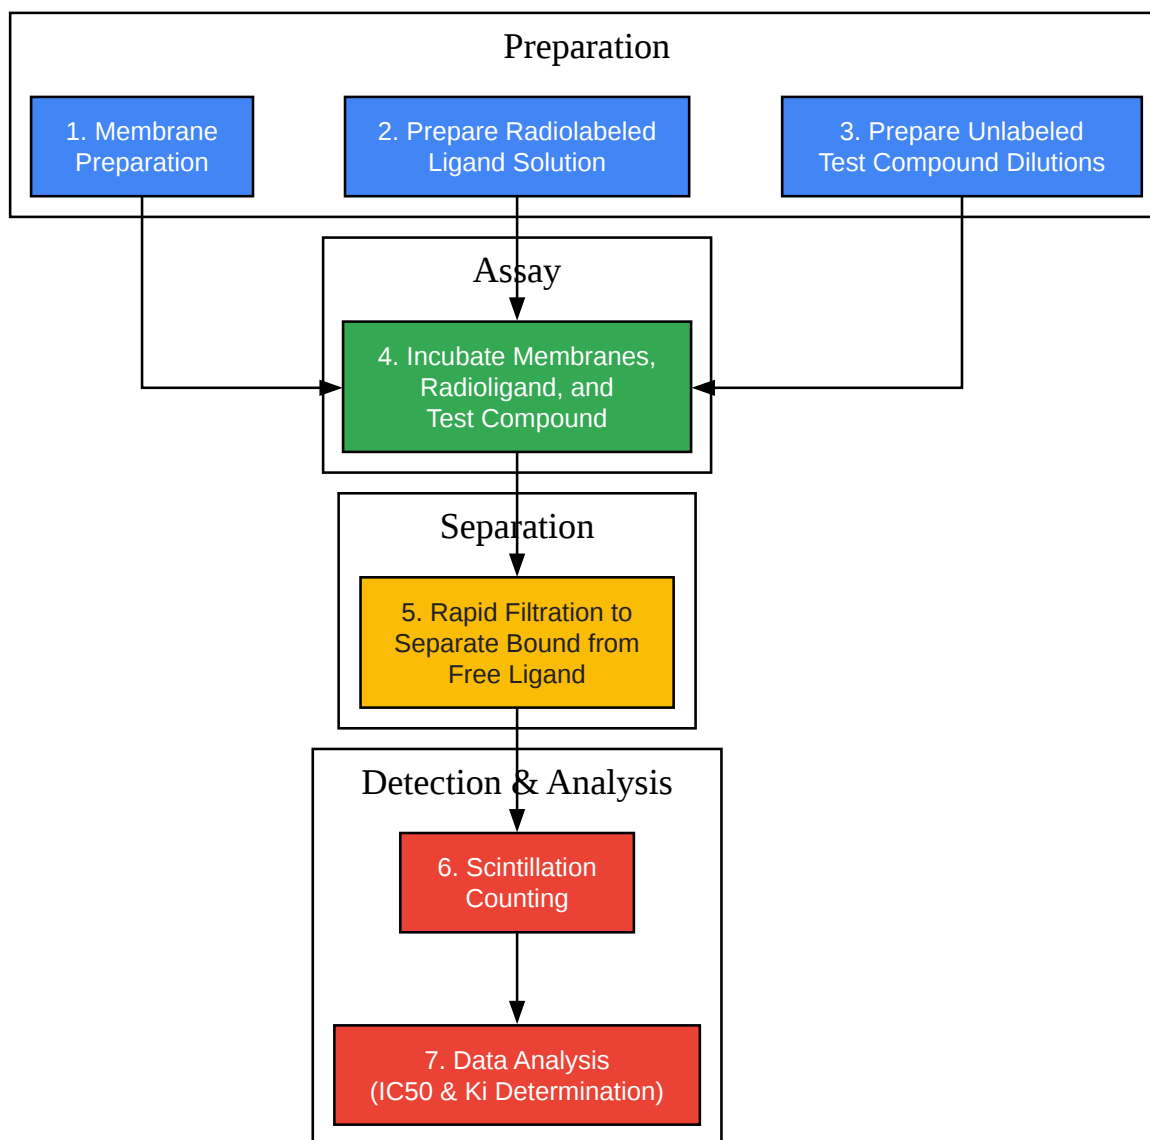 Preparation
1. Membrane
Preparation
2. Prepare Radiolabeled
Ligand Solution
3. Prepare Unlabeled
Test Compound Dilutions
Assay
4. Incubate Membranes,
Radioligand, and
Test Compound
Separation
5. Rapid Filtration to
Separate Bound from
Free Ligand
Detection & Analysis
6. Scintillation
Counting
7. Data Analysis
(IC50 & Ki Determination)